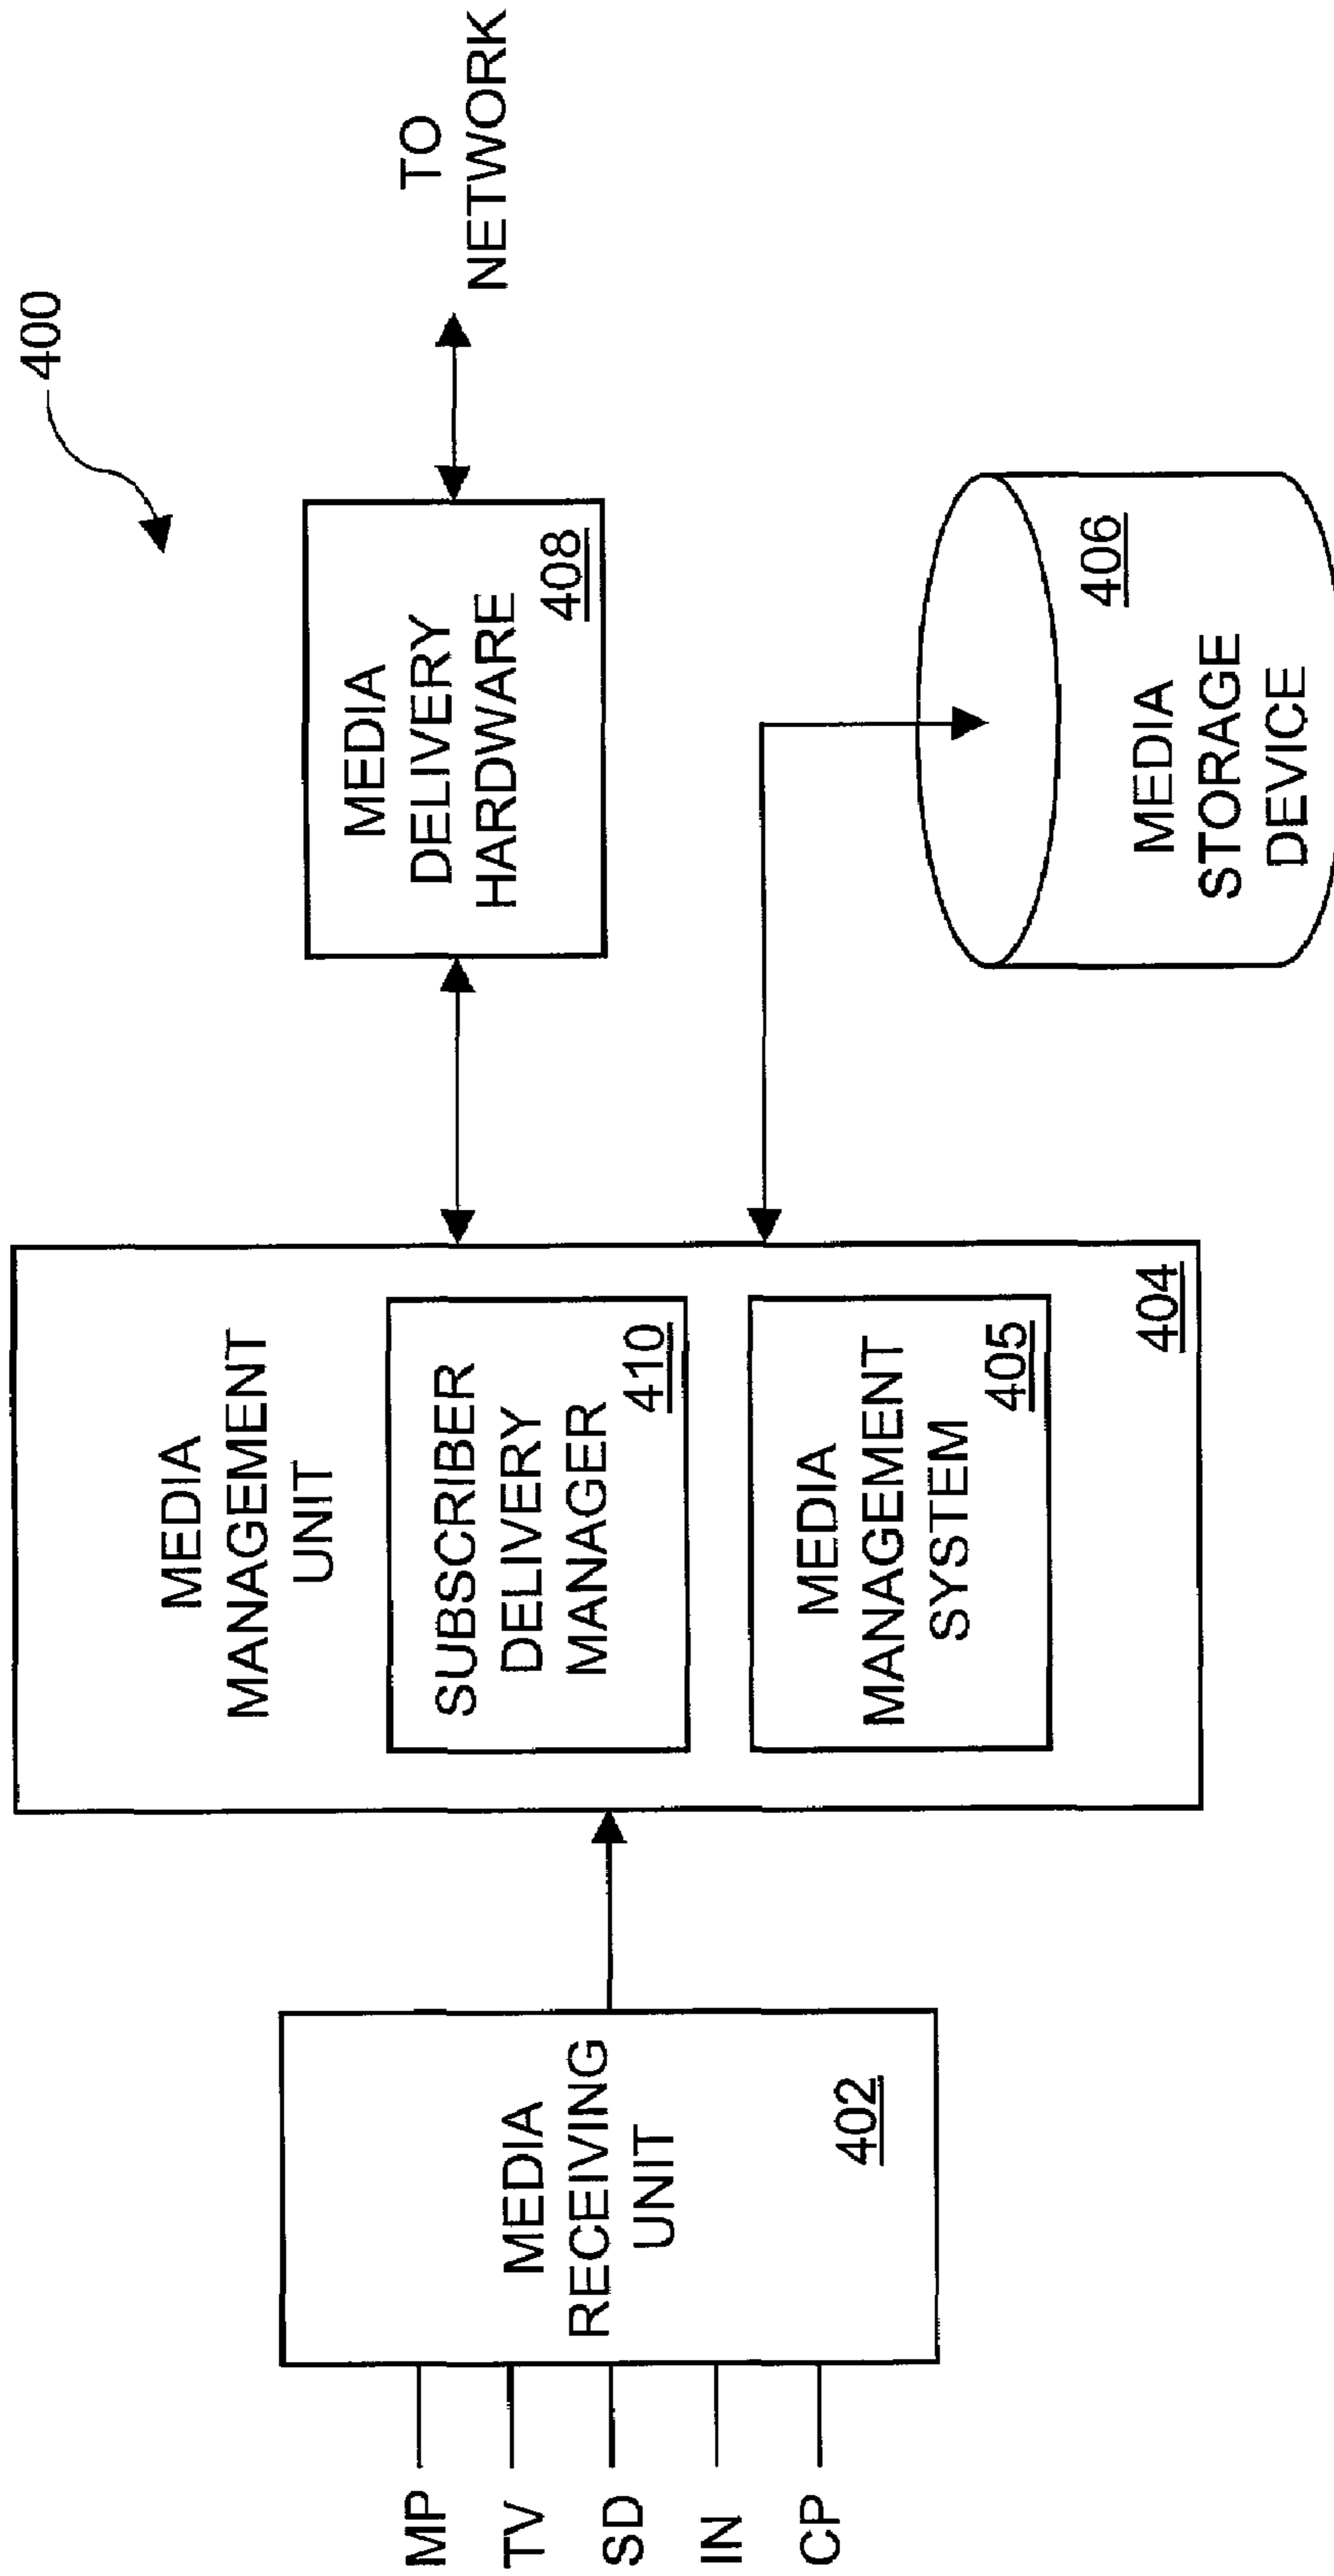 400
MP
TV
SD
IN
CP
MEDIA
RECEIVING
UNIT
402
MEDIA
MANAGEMENT
UNIT
SUBSCRIBER
DELIVERY
MANAGER
410
MEDIA
MANAGEMENT
SYSTEM
405
404
MEDIA
DELIVERY
HARDWARE
408
TO
NETWORK
406
MEDIA
STORAGE
DEVICE